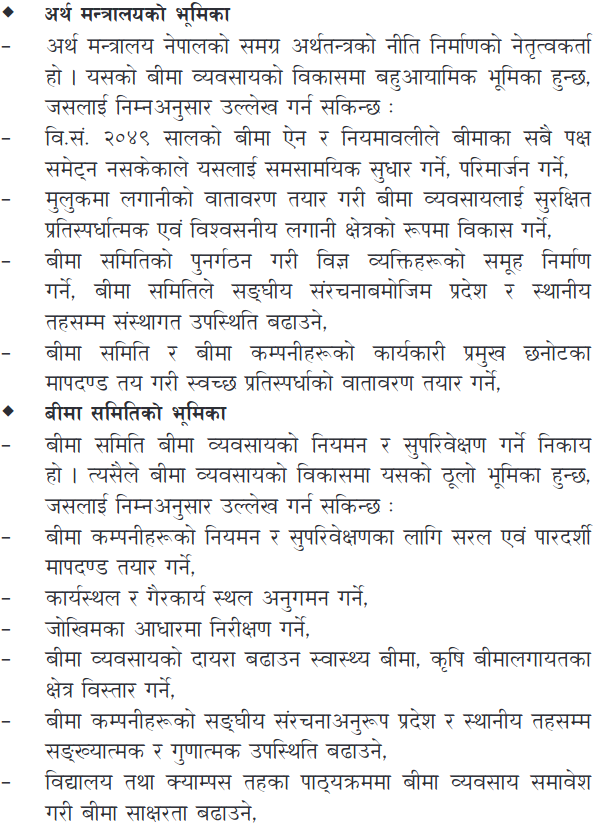 ◆ अर्थ मन्त्रालयको भूमिका
– अर्थ मन्त्रालय नेपालको समग्र अर्थतन्त्रको नीति निर्माणको नेतृत्वकर्ता
हो । यसको बीमा व्यवसायको विकासमा बहुआयामिक भूमिका हुन्छ,
जसलाई निम्नअनुसार उल्लेख गर्न सकिन्छ :
– वि.सं. २०४९ सालको बीमा ऐन र नियमावलीले बीमाका सबै पक्ष
समेट्न नसकेकाले यसलाई समसामयिक सुधार गर्ने, परिमार्जन गर्ने,
– मुलुकमा लगानीको वातावरण तयार गरी बीमा व्यवसायलाई सुरक्षित
प्रतिस्पर्धात्मक एवं विश्वसनीय लगानी क्षेत्रको रूपमा विकास गर्ने,
– बीमा समितिको पुनर्गठन गरी विज्ञ व्यक्तिहरूको समूह निर्माण
गर्ने, बीमा समितिले सङ्घीय संरचनाबमोजिम प्रदेश र स्थानीय
तहसम्म संस्थागत उपस्थिति बढाउने,
– बीमा समिति र बीमा कम्पनीहरूको कार्यकारी प्रमुख छनोटका
मापदण्ड तय गरी स्वच्छ प्रतिस्पर्धाको वातावरण तयार गर्ने,
◆ बीमा समितिको भूमिका
– बीमा समिति बीमा व्यवसायको नियमन र सुपरिवेक्षण गर्ने निकाय
हो । त्यसैले बीमा व्यवसायको विकासमा यसको ठूलो भूमिका हुन्छ,
जसलाई निम्नअनुसार उल्लेख गर्न सकिन्छ :
– बीमा कम्पनीहरूको नियमन र सुपरिवेक्षणका लागि सरल एवं पारदर्शी
मापदण्ड तयार गर्ने,
– कार्यस्थल र गैरकार्य स्थल अनुगमन गर्ने,
– जोखिमका आधारमा निरीक्षण गर्ने,
– बीमा व्यवसायको दायरा बढाउन स्वास्थ्य बीमा, कृषि बीमालगायतका
क्षेत्र विस्तार गर्ने,
– बीमा कम्पनीहरूको सङ्घीय संरचनाअनुरूप प्रदेश र स्थानीय तहसम्म
सङ्ख्यात्मक र गुणात्मक उपस्थिति बढाउने,
– विद्यालय तथा क्याम्पस तहका पाठ्यक्रममा बीमा व्यवसाय समावेश
गरी बीमा साक्षरता बढाउने,